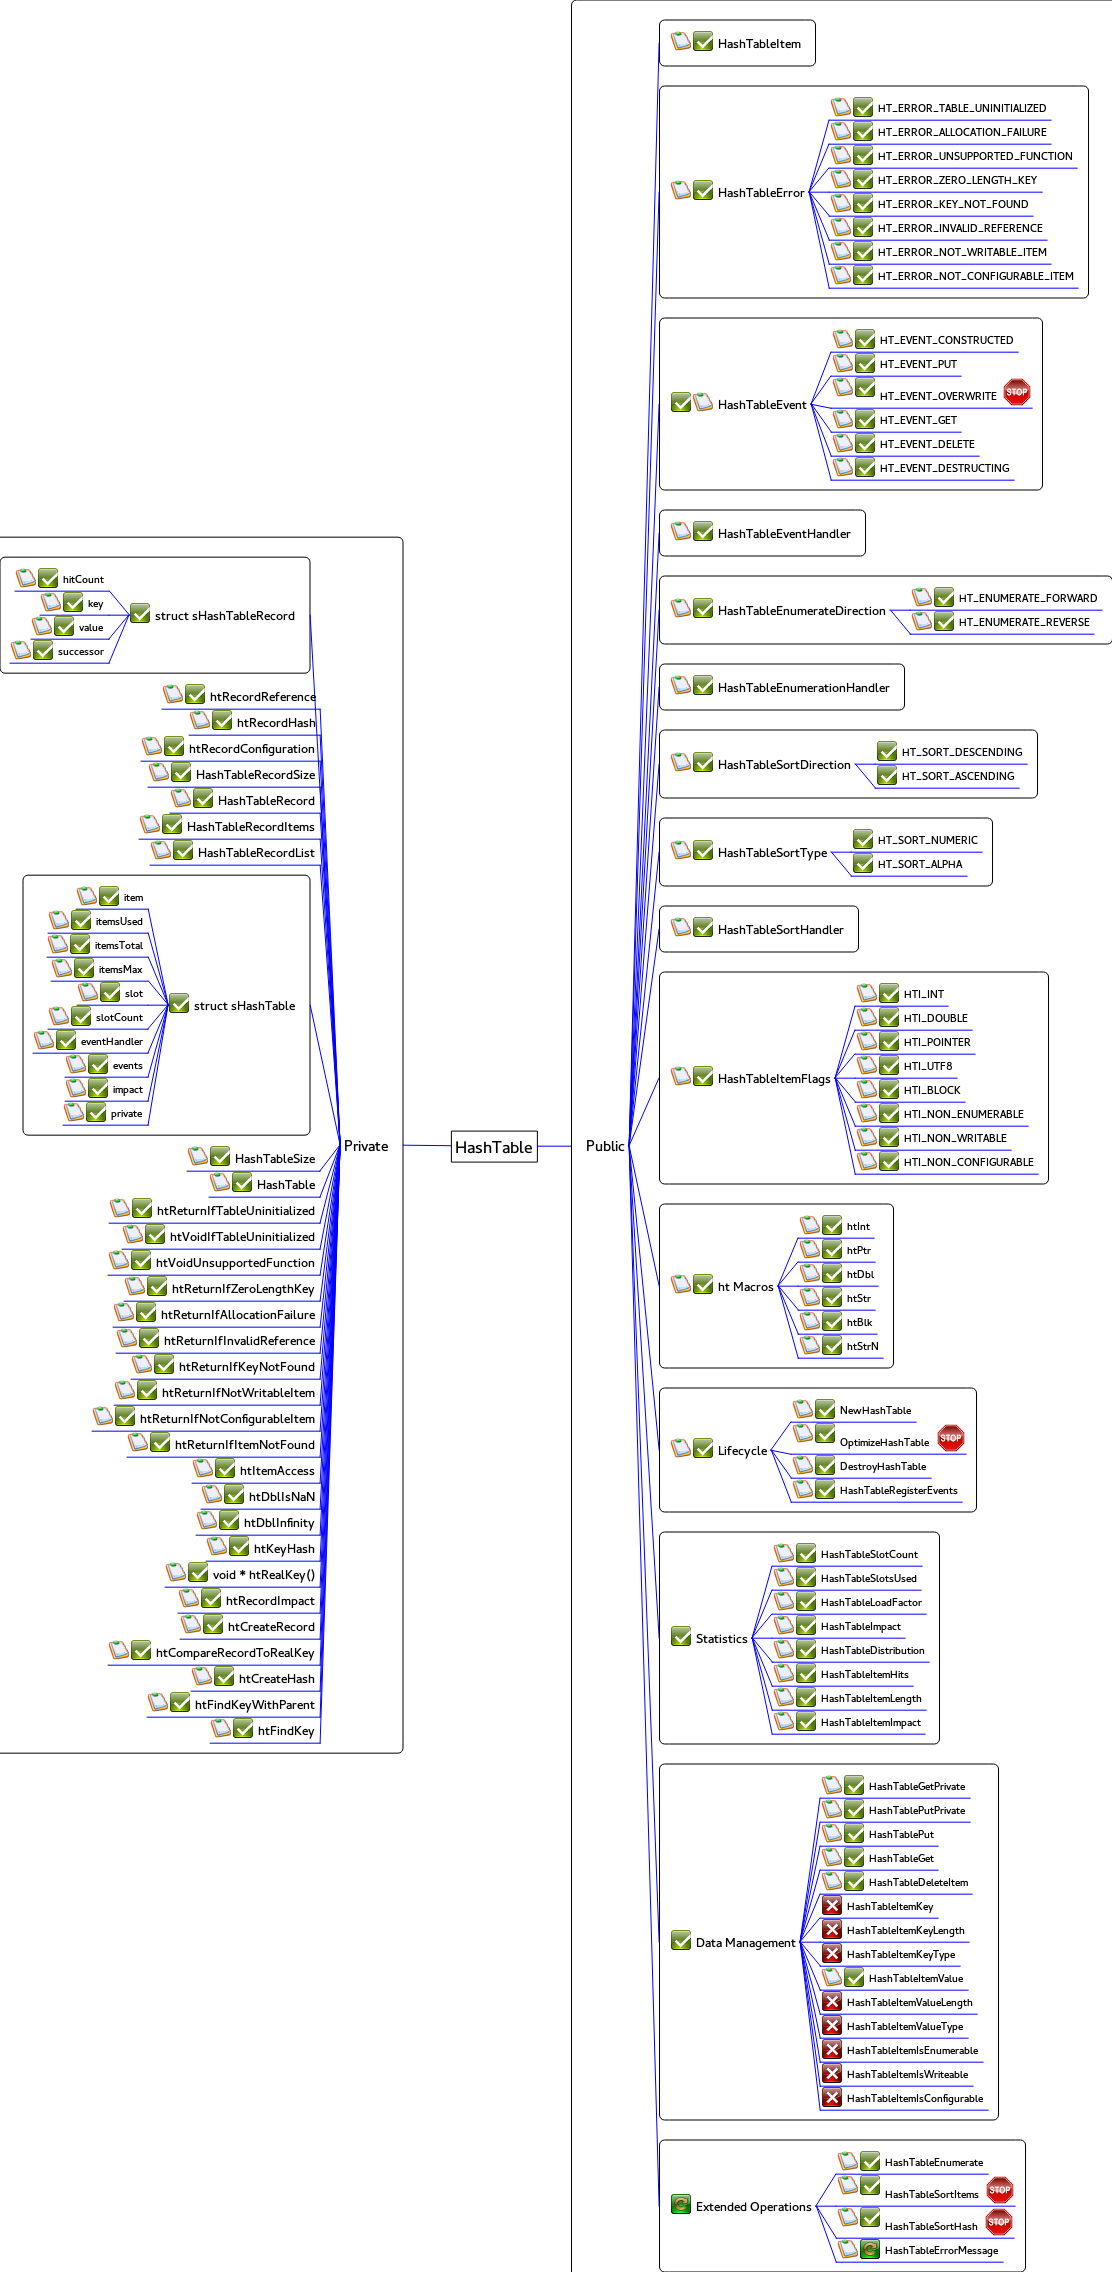 struct sHashTableRecord
hitCount
key
value
successor
htRecordReference
htRecordHash
htRecordConfiguration
HashTableRecordSize
HashTableRecord
HashTableRecordItems
HashTableRecordList
struct sHashTable
item
itemsUsed
itemsTotal
itemsMax
slot
slotCount
eventHandler
events
impact
private
Private
HashTableSize
HashTable
htReturnIfTableUninitialized
htVoidIfTableUninitialized
htVoidUnsupportedFunction
htReturnIfZeroLengthKey
htReturnIfAllocationFailure
htReturnIfInvalidReference
htReturnIfKeyNotFound
htReturnIfNotWritableItem
htReturnIfNotConfigurableItem
htReturnIfItemNotFound
htItemAccess
htDblIsNaN
htDblInfinity
htKeyHash
void * htRealKey()
htRecordImpact
htCreateRecord
htCompareRecordToRealKey
htCreateHash
htFindKeyWithParent
htFindKey
HashTable
Public
HashTableItem
HashTableError
HT_ERROR_TABLE_UNINITIALIZED
HT_ERROR_ALLOCATION_FAILURE
HT_ERROR_UNSUPPORTED_FUNCTION
HT_ERROR_ZERO_LENGTH_KEY
HT_ERROR_KEY_NOT_FOUND
HT_ERROR_INVALID_REFERENCE
HT_ERROR_NOT_WRITABLE_ITEM
HT_ERROR_NOT_CONFIGURABLE_ITEM
HashTableEvent
HT_EVENT_CONSTRUCTED
HT_EVENT_PUT
HT_EVENT_OVERWRITE STOP
HT_EVENT_GET
HT_EVENT_DELETE
HT_EVENT_DESTRUCTING
HashTableEventHandler
HashTableEnumerateDirection
HT_ENUMERATE_FORWARD
HT_ENUMERATE_REVERSE
HashTableEnumerationHandler
HashTableSortDirection
HT_SORT_DESCENDING
HT_SORT_ASCENDING
HashTableSortType
HT_SORT_NUMERIC
HT_SORT_ALPHA
HashTableSortHandler
HashTableItemFlags
HTI_INT
HTI_DOUBLE
HTI_POINTER
HTI_UTF8
HTI_BLOCK
HTI_NON_ENUMERABLE
HTI_NON_WRITABLE
HTI_NON_CONFIGURABLE
ht Macros
htInt
htPtr
htDbl
htStr
htBlk
htStrN
Lifecycle
NewHashTable
OptimizeHashTable STOP
DestroyHashTable
HashTableRegisterEvents
Statistics
HashTableSlotCount
HashTableSlotsUsed
HashTableLoadFactor
HashTableImpact
HashTableDistribution
HashTableItemHits
HashTableItemLength
HashTableItemImpact
Data Management
HashTableGetPrivate
HashTablePutPrivate
HashTablePut
HashTableGet
HashTableDeleteItem
HashTableItemKey
HashTableItemKeyLength
HashTableItemKeyType
HashTableItemValue
HashTableItemValueLength
HashTableItemValueType
HashTableItemIsEnumerable
HashTableItemIsWriteable
HashTableItemIsConfigurable
Extended Operations
HashTableEnumerate
HashTableSortItems STOP
HashTableSortHash STOP
HashTableErrorMessage